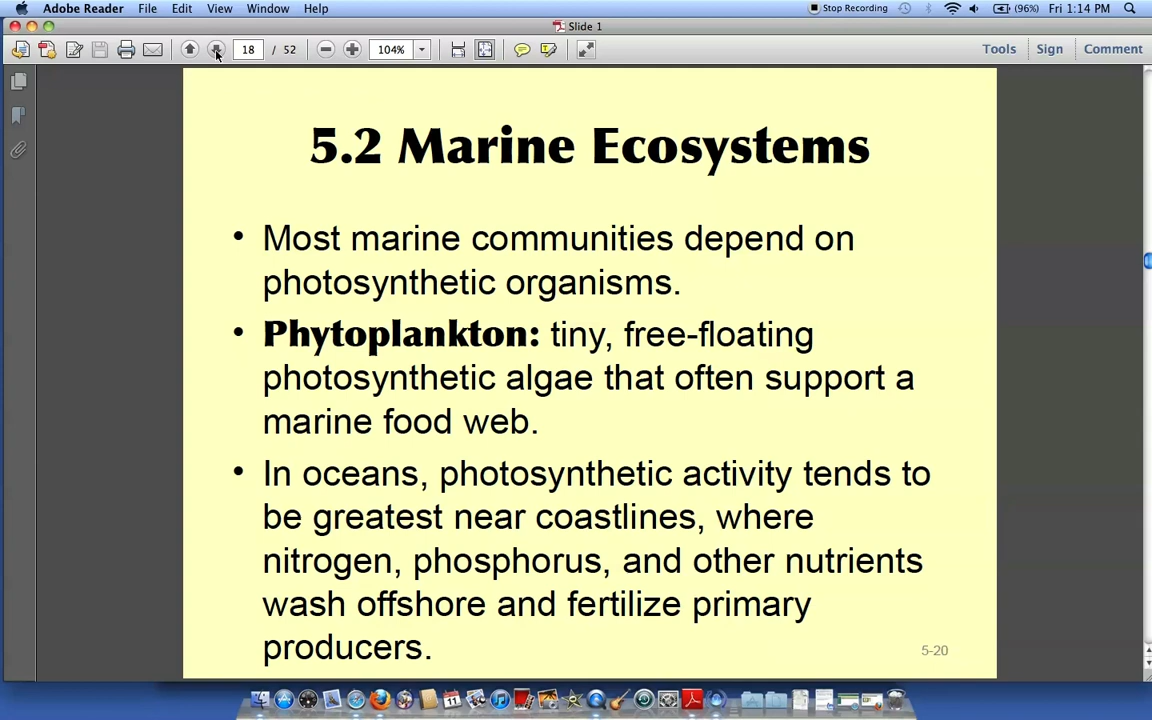 Adobe Reader File Edit View Window Help Stop Recording (96%) Fri 1:14 PM
Slide 1
18 / 52 104% Tools Sign Comment
5.2 Marine Ecosystems
• Most marine communities depend on
photosynthetic organisms.
• Phytoplankton: tiny, free-floating
photosynthetic algae that often support a
marine food web.
• In oceans, photosynthetic activity tends to
be greatest near coastlines, where
nitrogen, phosphorus, and other nutrients
wash offshore and fertilize primary
producers.
5-20